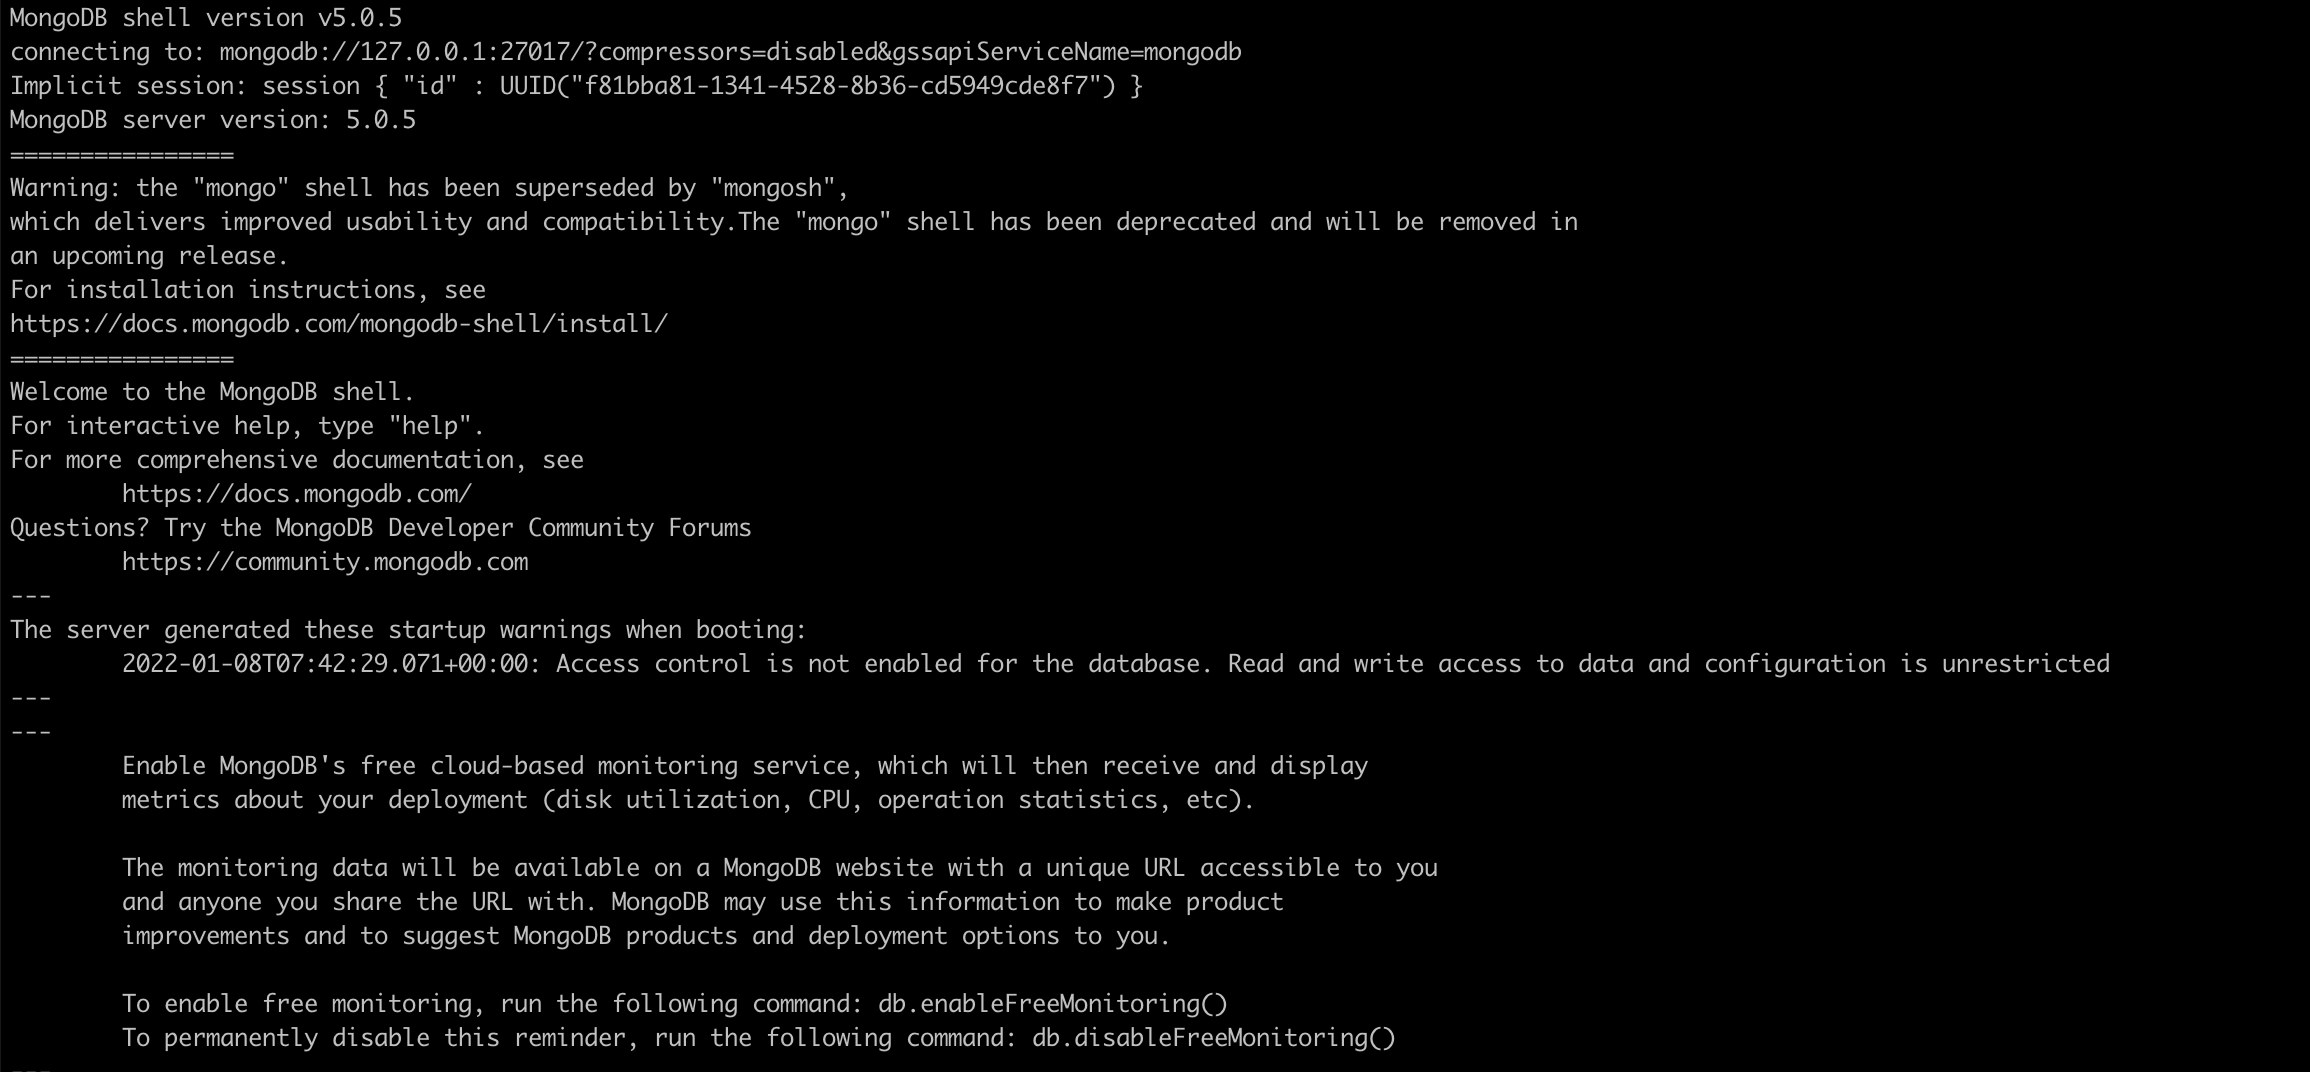 MongoDB shell version v5.0.5
connecting to: mongodb://127.0.0.1:27017/?compressors=disabled&gssapiServiceName=mongodb
Implicit session: session { "id" : UUID("f81bba81-1341-4528-8b36-cd5949cde8f7") }
MongoDB server version: 5.0.5
================
Warning: the "mongo" shell has been superseded by "mongosh",
which delivers improved usability and compatibility.The "mongo" shell has been deprecated and will be removed in
an upcoming release.
For installation instructions, see
https://docs.mongodb.com/mongodb-shell/install/
================
Welcome to the MongoDB shell.
For interactive help, type "help".
For more comprehensive documentation, see
        https://docs.mongodb.com/
Questions? Try the MongoDB Developer Community Forums
        https://community.mongodb.com
---
The server generated these startup warnings when booting:
        2022-01-08T07:42:29.071+00:00: Access control is not enabled for the database. Read and write access to data and configuration is unrestricted
---
---
        Enable MongoDB's free cloud-based monitoring service, which will then receive and display
        metrics about your deployment (disk utilization, CPU, operation statistics, etc).

        The monitoring data will be available on a MongoDB website with a unique URL accessible to you
        and anyone you share the URL with. MongoDB may use this information to make product
        improvements and to suggest MongoDB products and deployment options to you.

        To enable free monitoring, run the following command: db.enableFreeMonitoring()
        To permanently disable this reminder, run the following command: db.disableFreeMonitoring()
---